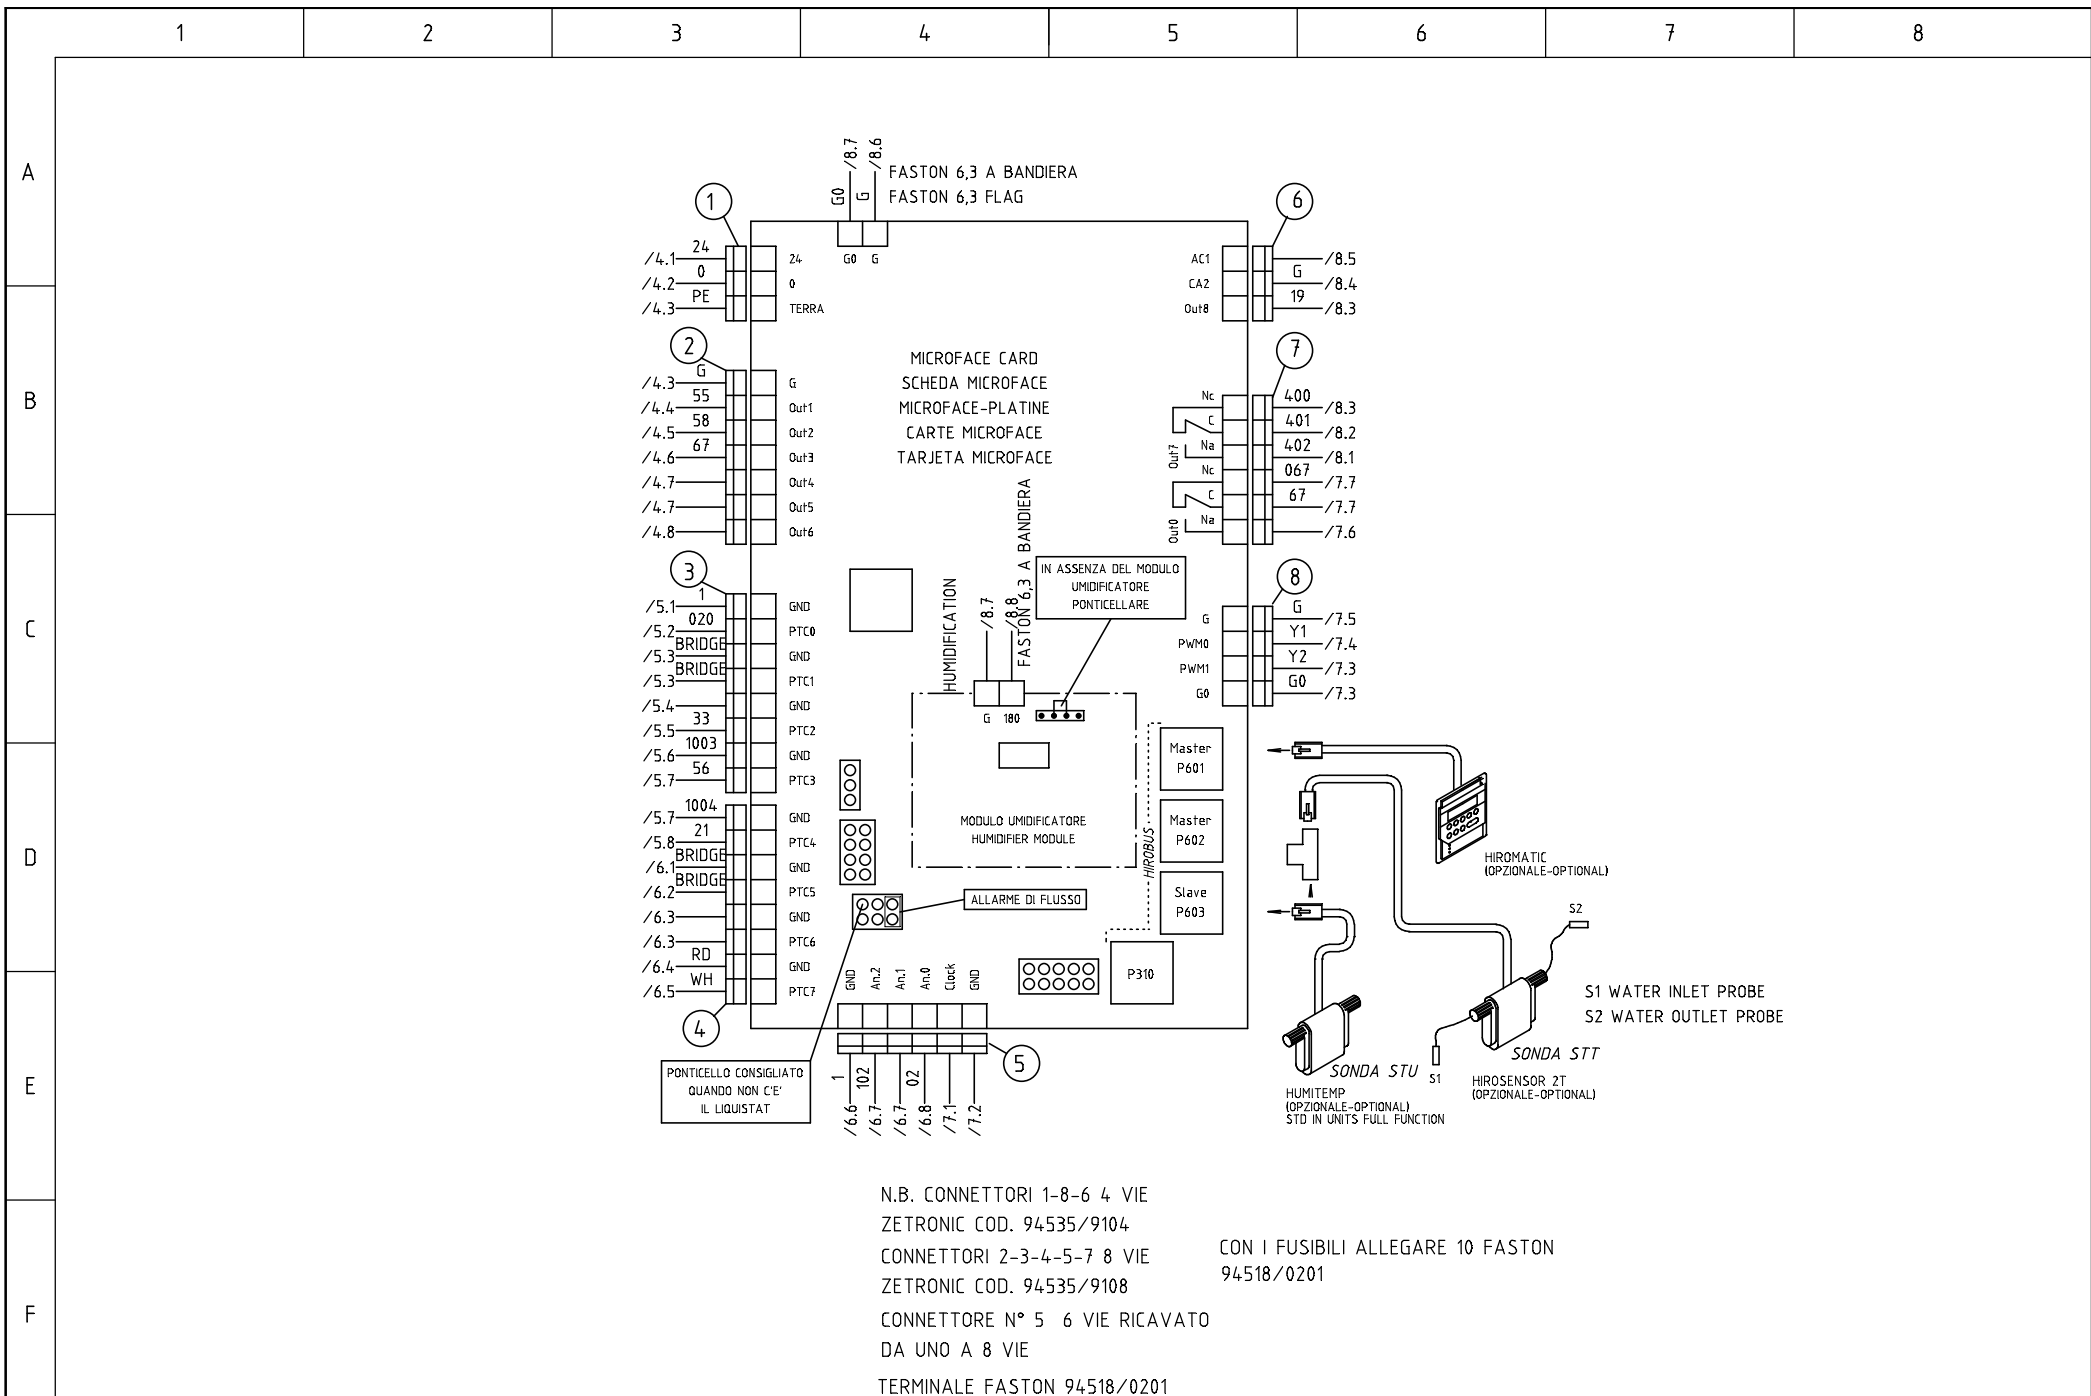 1 2 3 4 5 6 7 8
A
B
C
D
E
F
/8.7
/8.6
G0
G
FASTON 6,3 A BANDIERA
FASTON 6,3 FLAG
G0 G
1
/4.1 24 24
/4.2 0 0
/4.3 PE TERRA
2
/4.3 G G
/4.4 55 Out1
/4.5 58 Out2
/4.6 67 Out3
/4.7 Out4
/4.7 Out5
/4.8 Out6
3
/5.1 1 GND
/5.2 020 PTC0
/5.3 BRIDGE GND
/5.3 BRIDGE PTC1
/5.4 GND
/5.5 33 PTC2
/5.6 1003 GND
/5.7 56 PTC3
/5.7 1004 GND
/5.8 21 PTC4
/6.1 BRIDGE GND
/6.2 BRIDGE PTC5
/6.3 GND
/6.3 PTC6
/6.4 RD GND
/6.5 WH PTC7
4
MICROFACE CARD
SCHEDA MICROFACE
MICROFACE-PLATINE
CARTE MICROFACE
TARJETA MICROFACE
6
AC1 /8.5
CA2 G /8.4
Out8 19 /8.3
7
Nc 400 /8.3
C 401 /8.2
Na 402 /8.1
Out7
Nc 067 /7.7
C 67 /7.7
Na /7.6
Out0
8
G G /7.5
PWM0 Y1 /7.4
PWM1 Y2 /7.3
G0 G0 /7.3
HUMIDIFICATION
/8.7
/8.8
FASTON 6,3 A BANDIERA
IN ASSENZA DEL MODULO
UMIDIFICATORE
PONTICELLARE
G 180
MODULO UMIDIFICATORE
HUMIDIFIER MODULE
ALLARME DI FLUSSO
HIROBUS
Master
P601
Master
P602
Slave
P603
P310
GND An.2 An.1 An.0 Clock GND
5
1 102 02
/6.6 /6.7 /6.7 /6.8 /7.1 /7.2
PONTICELLO CONSIGLIATO
QUANDO NON C'E'
IL LIQUISTAT
HIROMATIC
(OPZIONALE-OPTIONAL)
S2
S1 WATER INLET PROBE
S2 WATER OUTLET PROBE
SONDA STT
S1
HIROSENSOR 2T
(OPZIONALE-OPTIONAL)
SONDA STU
HUMITEMP
(OPZIONALE-OPTIONAL)
STD IN UNITS FULL FUNCTION
N.B. CONNETTORI 1-8-6 4 VIE
ZETRONIC COD. 94535/9104
CONNETTORI 2-3-4-5-7 8 VIE
ZETRONIC COD. 94535/9108
CONNETTORE N° 5 6 VIE RICAVATO
DA UNO A 8 VIE
TERMINALE FASTON 94518/0201
CON I FUSIBILI ALLEGARE 10 FASTON
94518/0201